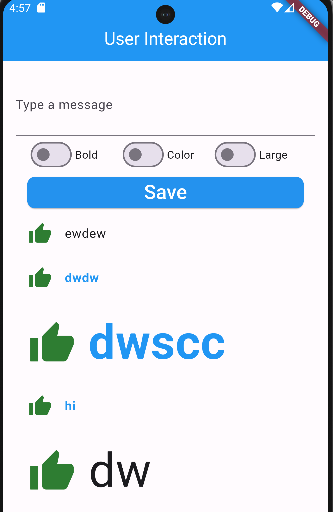 4:57
DEBUG
User Interaction
Type a message
Bold Color Large
Save
ewdew
dwdw
dwscc
hi
dw